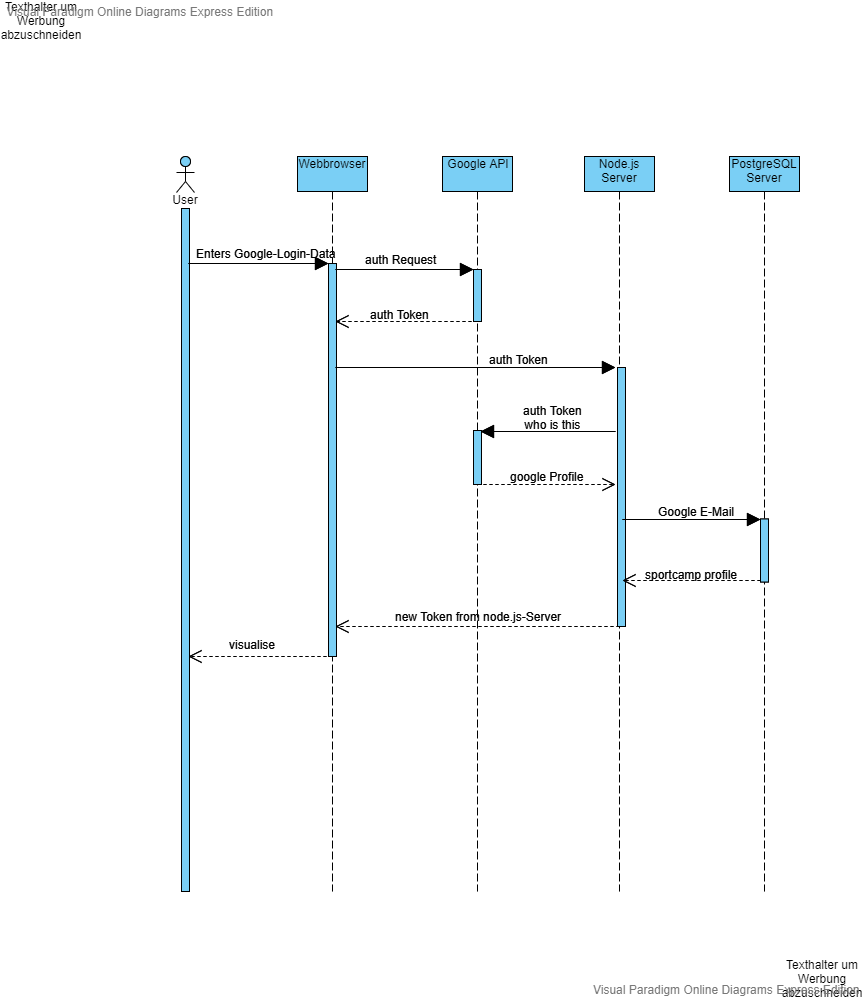 Texthalter um
Werbung
abzuschneiden
Visual Paradigm Online Diagrams Express Edition
User
Webbrowser
Google API
Node.js
Server
PostgreSQL
Server
Enters Google-Login-Data
auth Request
auth Token
auth Token
auth Token
who is this
google Profile
Google E-Mail
sportcamp profile
new Token from node.js-Server
visualise
Texthalter um
Werbung
abzuschneiden
Visual Paradigm Online Diagrams Express Edition